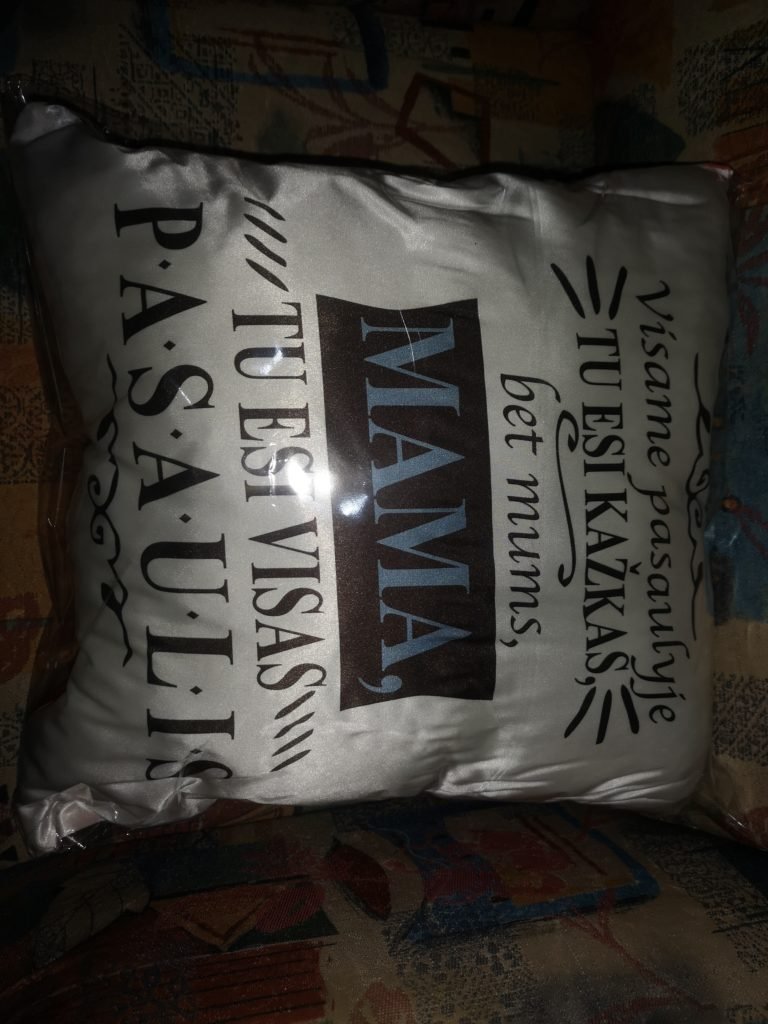 Visame pasaulyje
TU ESI KAŽKAS,
bet mums,
MAMA,
TU ESI VISAS
P·A·S·A·U·L·I·S